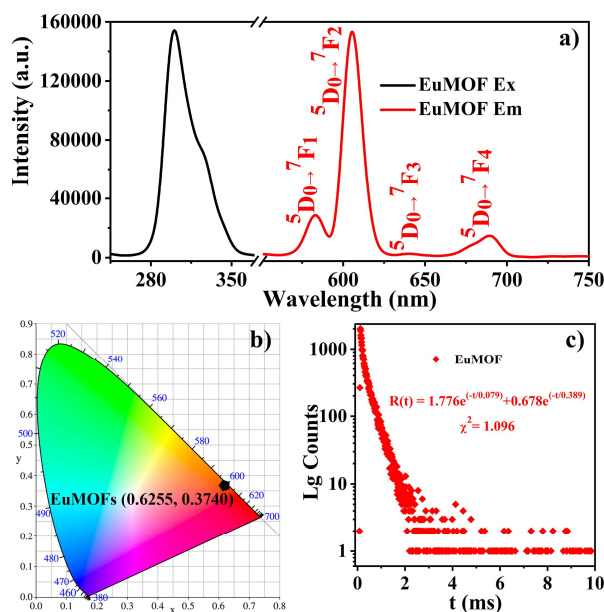 a)
Intensity (a.u.)
160000
120000
80000
40000
0
EuMOF Ex
EuMOF Em
⁵D₀→⁷F₁
⁵D₀→⁷F₂
⁵D₀→⁷F₃
⁵D₀→⁷F₄
280 350 600 650 700 750
Wavelength (nm)
b)
0.9
0.8
0.7
0.6
0.5
y
0.4
0.3
0.2
0.1
0.0
520
540
560
500
580
600
620
700
490
480
470
460
380
EuMOFs (0.6255, 0.3740)
0.0 0.1 0.2 0.3 0.4 0.5 0.6 0.7 0.8
x
c)
Lg Counts
1000
100
10
1
EuMOF
R(t) = 1.776e(-t/0.079)+0.678e(-t/0.389)
χ²= 1.096
0 2 4 6 8 10
t (ms)